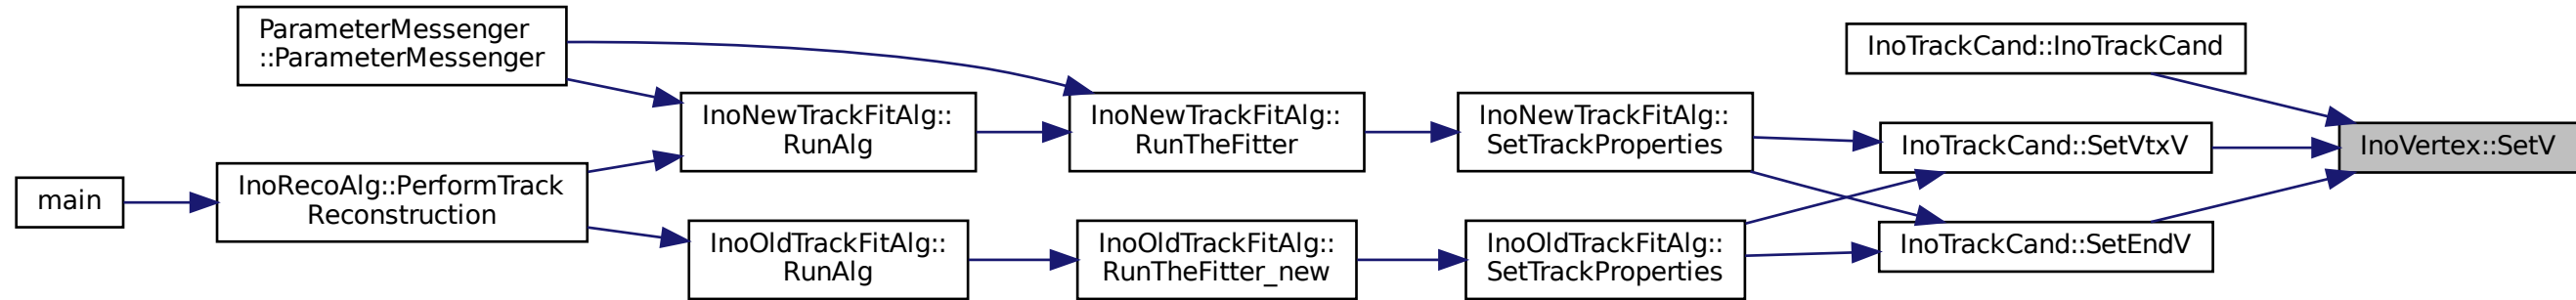 main
ParameterMessenger
::ParameterMessenger
InoRecoAlg::PerformTrack
Reconstruction
InoNewTrackFitAlg::
RunAlg
InoOldTrackFitAlg::
RunAlg
InoNewTrackFitAlg::
RunTheFitter
InoOldTrackFitAlg::
RunTheFitter_new
InoNewTrackFitAlg::
SetTrackProperties
InoOldTrackFitAlg::
SetTrackProperties
InoTrackCand::InoTrackCand
InoTrackCand::SetVtxV
InoTrackCand::SetEndV
InoVertex::SetV